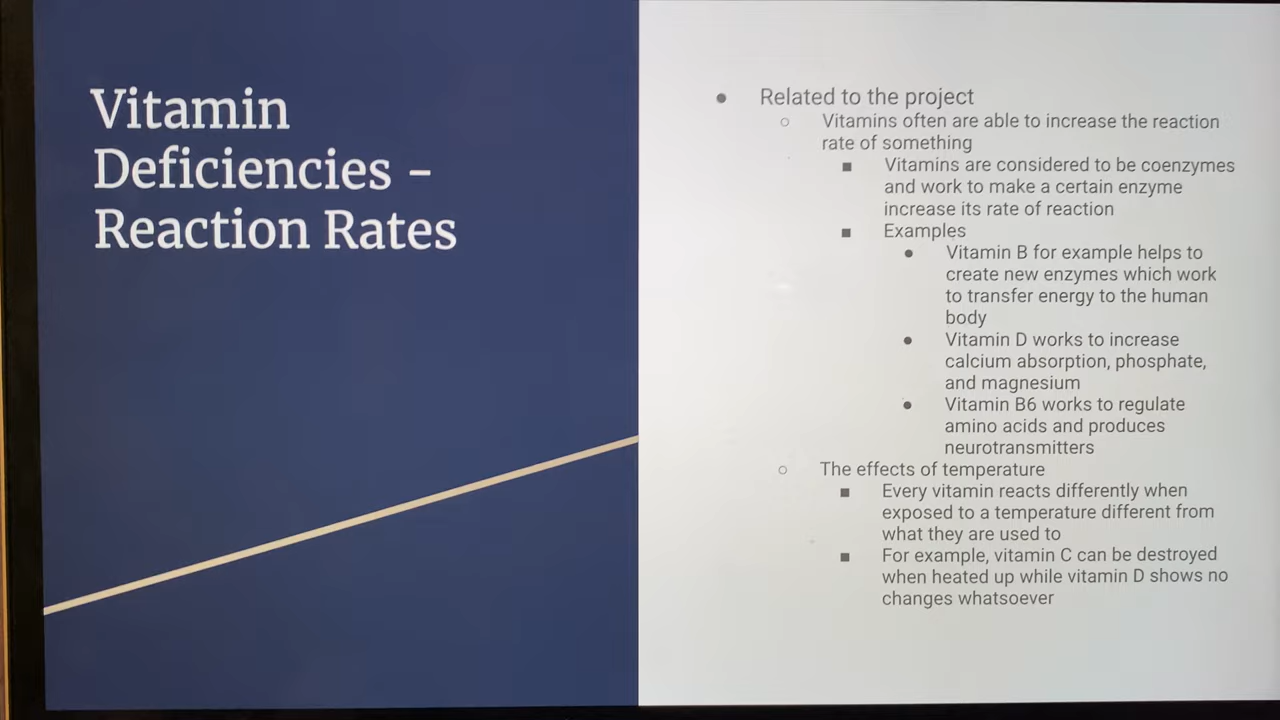 Vitamin
Deficiencies -
Reaction Rates
● Related to the project
○ Vitamins often are able to increase the reaction
rate of something
■ Vitamins are considered to be coenzymes
and work to make a certain enzyme
increase its rate of reaction
■ Examples
● Vitamin B for example helps to
create new enzymes which work
to transfer energy to the human
body
● Vitamin D works to increase
calcium absorption, phosphate,
and magnesium
● Vitamin B6 works to regulate
amino acids and produces
neurotransmitters
○ The effects of temperature
■ Every vitamin reacts differently when
exposed to a temperature different from
what they are used to
■ For example, vitamin C can be destroyed
when heated up while vitamin D shows no
changes whatsoever